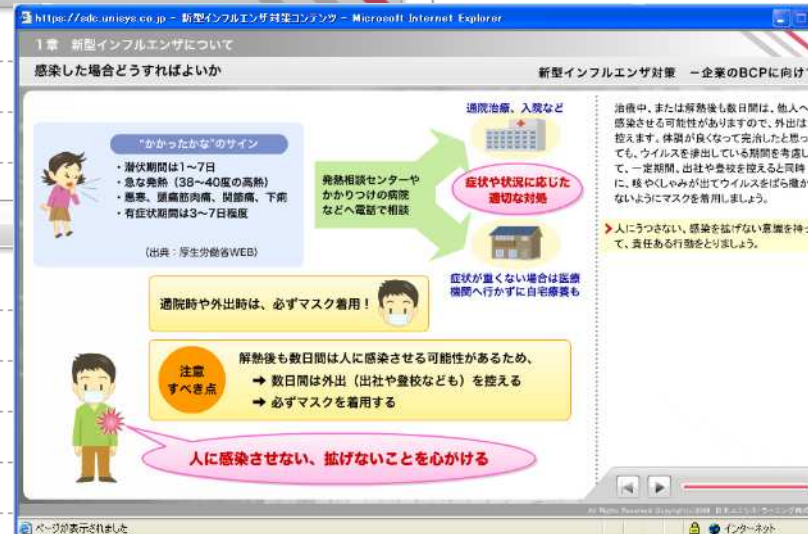 https://sdc.unisys.co.jp - 新型インフルエンザ対策コンテンツ - Microsoft Internet Explorer
1章 新型インフルエンザについて
感染した場合どうすればよいか
新型インフルエンザ対策 －企業のBCPに向け
"かかったかな"のサイン
・潜伏期間は1～7日
・急な発熱（38～40度の高熱）
・悪寒、頭痛筋肉痛、関節痛、下痢
・有症状期間は3～7日程度
（出典：厚生労働省WEB）
発熱相談センターや
かかりつけの病院
などへ電話で相談
通院治療、入院など
症状や状況に応じた
適切な対処
症状が重くない場合は医療
機関へ行かずに自宅療養も
通院時や外出時は、必ずマスク着用！
注意
すべき点
解熱後も数日間は人に感染させる可能性があるため、
➔ 数日間は外出（出社や登校なども）を控える
➔ 必ずマスクを着用する
人に感染させない、拡げないことを心がける
治療中、または解熱後も数日間は、他人へ
感染させる可能性がありますので、外出は
控えます。体調が良くなって完治したと思っ
ても、ウイルスを排出している期間を考慮し
て、一定期間、出社や登校を控えると同時
に、咳やくしゃみが出てウイルスをばら撒か
ないようにマスクを着用しましょう。
人にうつさない、感染を拡げない意識を持っ
て、責任ある行動をとりましょう。
ページが表示されました
インターネット